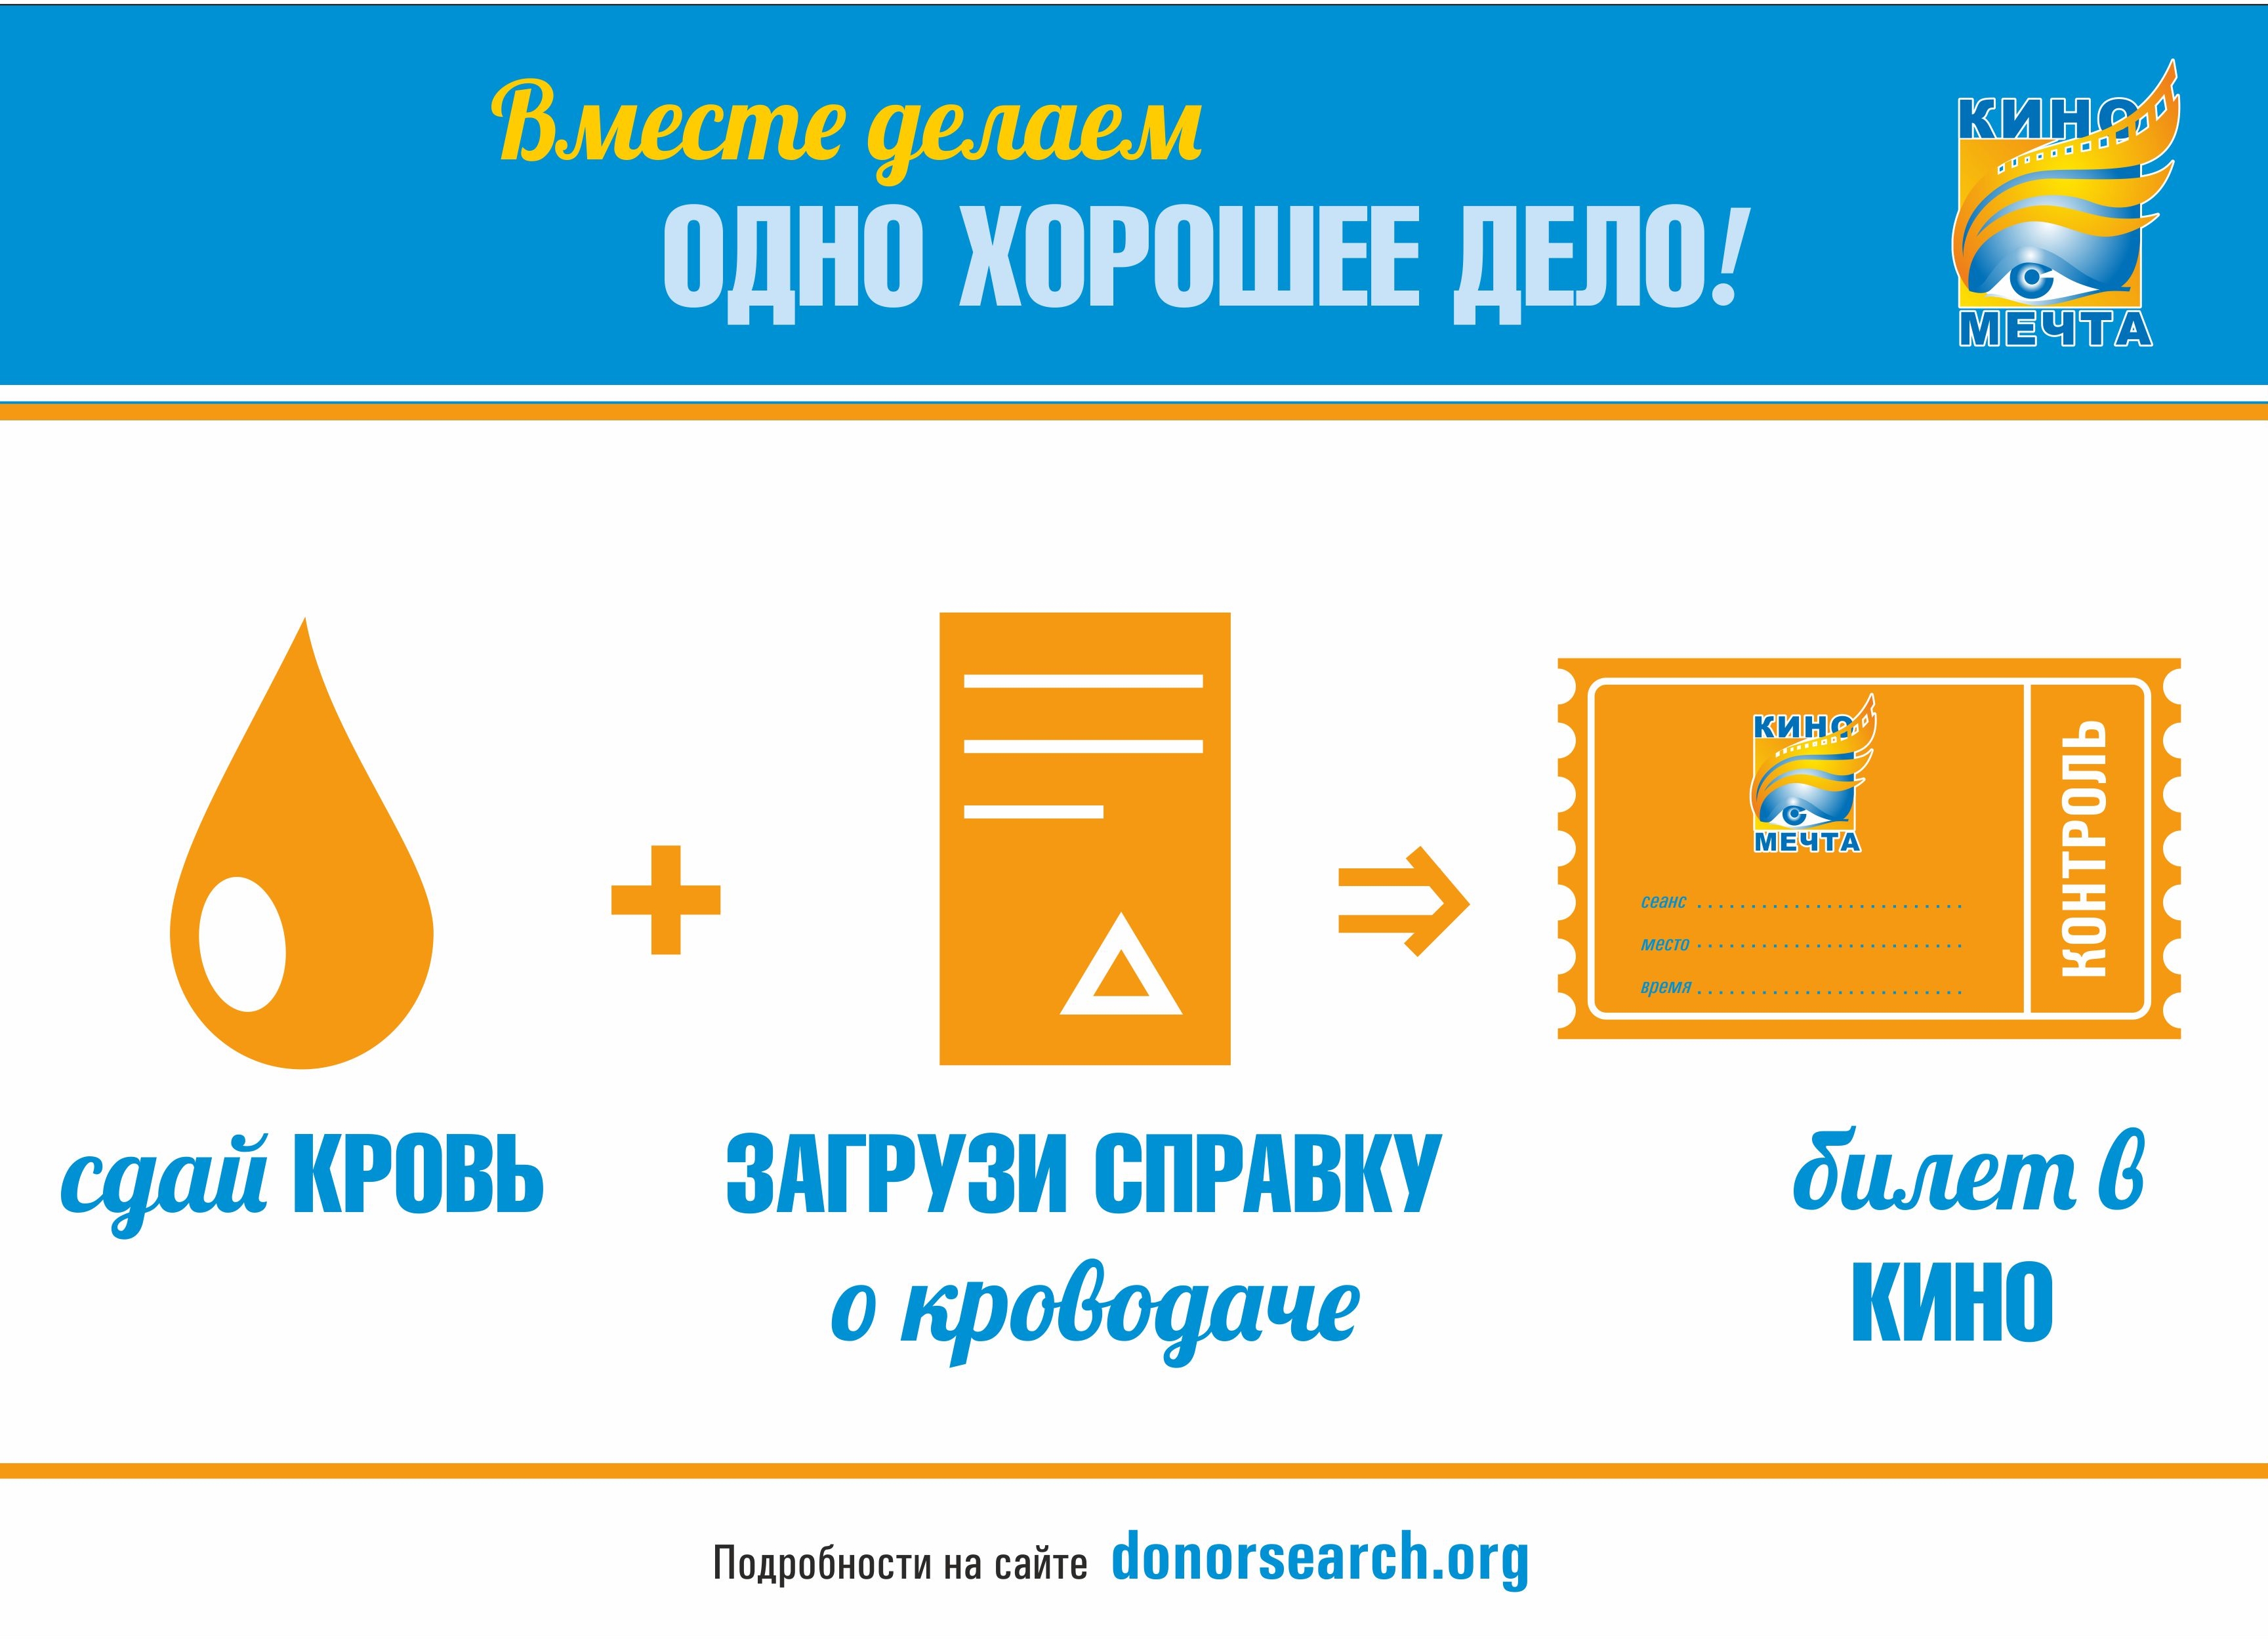 Вместе делаем
ОДНО ХОРОШЕЕ ДЕЛО!
КИНО
МЕЧТА
КИНО
МЕЧТА
сеанс
место
время
КОНТРОЛЬ
сдай КРОВЬ
ЗАГРУЗИ СПРАВКУ
о кроводаче
билет в
КИНО
Подробности на сайте donorsearch.org